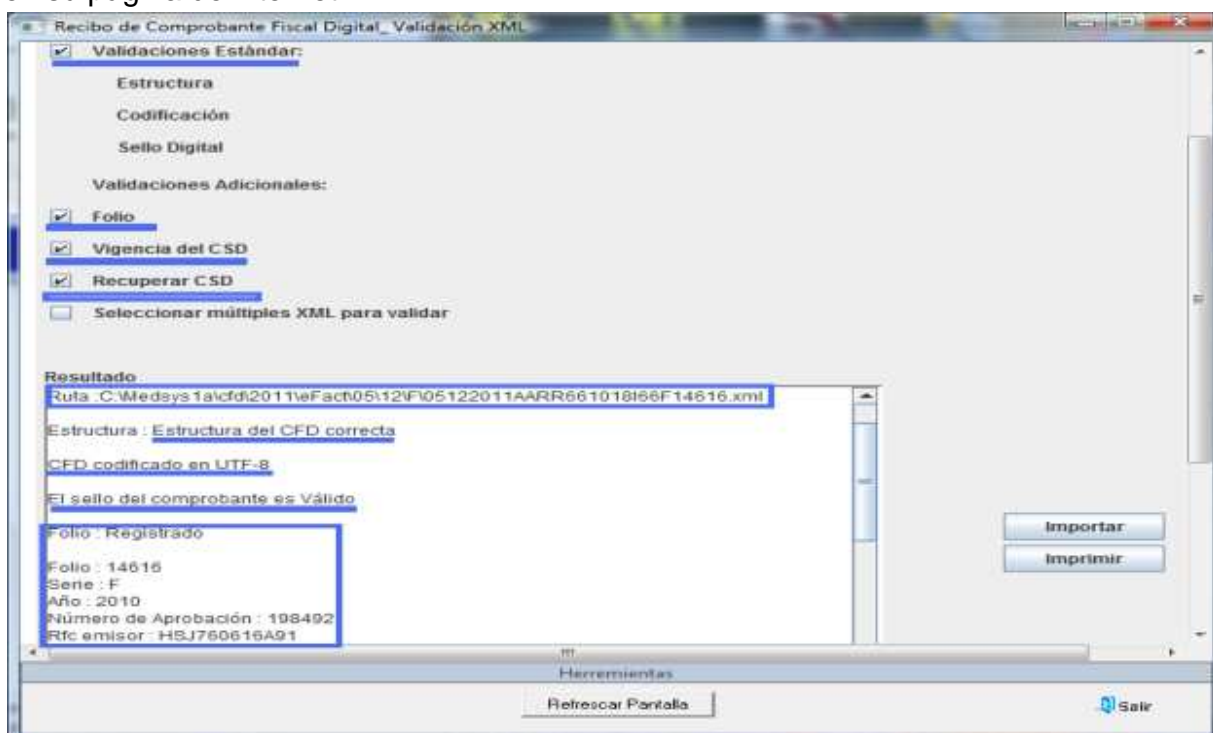 Recibo de Comprobante Fiscal Digital_ Validación XML
Validaciones Estándar:
Estructura
Codificación
Sello Digital
Validaciones Adicionales:
Folio
Vigencia del CSD
Recuperar CSD
Seleccionar múltiples XML para validar
Resultado
Ruta :C:\Medsys1a\cfd\2011\eFact\05\12\F\05122011AARR661018I66F14616.xml
Estructura : Estructura del CFD correcta
CFD codificado en UTF-8
El sello del comprobante es Válido
Folio : Registrado
Folio : 14616
Serie : F
Año : 2010
Número de Aprobación : 198492
Rfc emisor : HSJ760616A91
Importar
Imprimir
Herremientas
Refrescar Pantalla
Salir